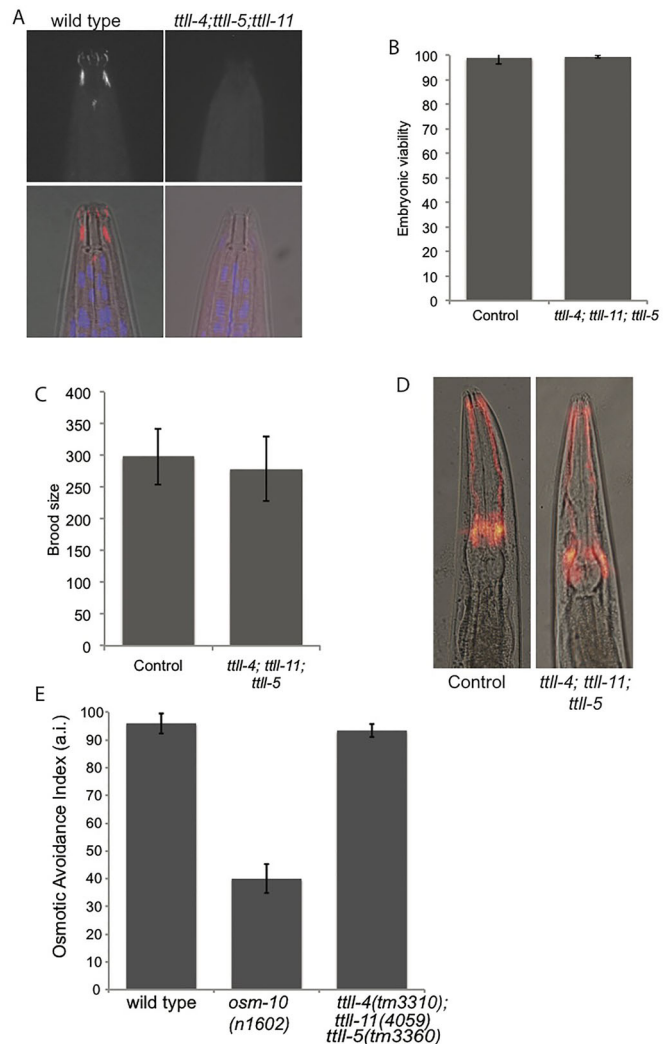 A
wild type
ttll-4;ttll-5;ttll-11
B
Embryonic viability
100
90
80
70
60
50
40
30
20
10
0
Control
ttll-4; ttll-11; ttll-5
C
Brood size
400
350
300
250
200
150
100
50
0
Control
ttll-4; ttll-11;
ttll-5
D
Control
ttll-4; ttll-11;
ttll-5
E
Osmotic Avoidance Index (a.i.)
100
90
80
70
60
50
40
30
20
10
0
wild type
osm-10
(n1602)
ttll-4(tm3310);
ttll-11(4059)
ttll-5(tm3360)